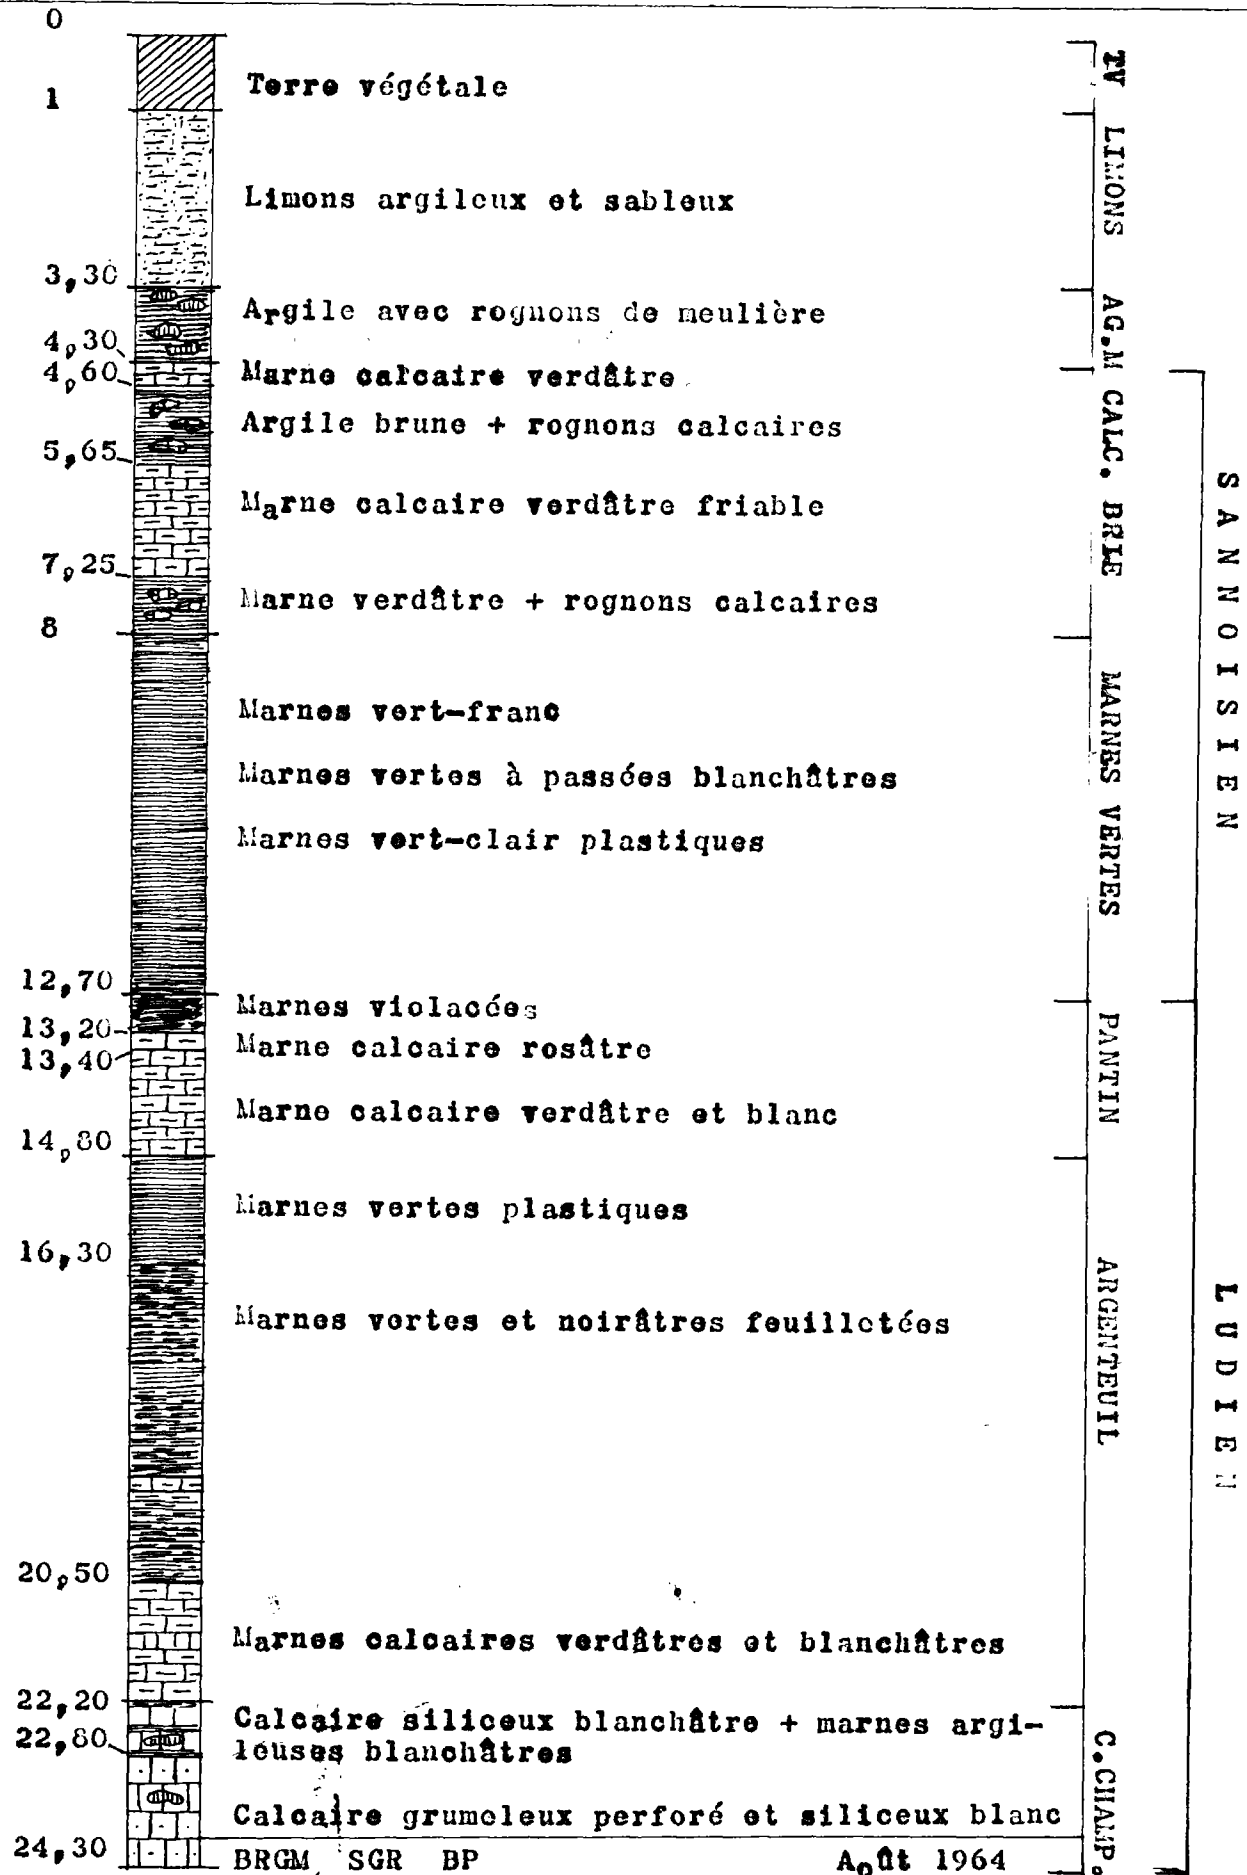 0
Terre végétale
TV
1
Limons argileux et sableux
LIMONS
3,30
Argile avec rognons de meulière
AG.M
4,30
4,60
Marne calcaire verdâtre
Argile brune + rognons calcaires
CALC. BRIE
5,65
Marne calcaire verdâtre friable
7,25
Marne verdâtre + rognons calcaires
8
SANNOISIEN
Marnes vert-franc
Marnes vertes à passées blanchâtres
Marnes vert-clair plastiques
MARNES VERTES
12,70
Marnes violacées
13,20
13,40
Marne calcaire rosâtre
PANTIN
Marne calcaire verdâtre et blanc
14,80
Marnes vertes plastiques
16,30
Marnes vertes et noirâtres feuilletées
ARGENTEUIL
LUDIEN
20,50
Marnes calcaires verdâtres et blanchâtres
22,20
Calcaire siliceux blanchâtre + marnes argi-
22,80
leuses blanchâtres
C.CHAMP.
Calcaire grumeleux perforé et siliceux blanc
24,30
BRGM SGR BP Août 1964